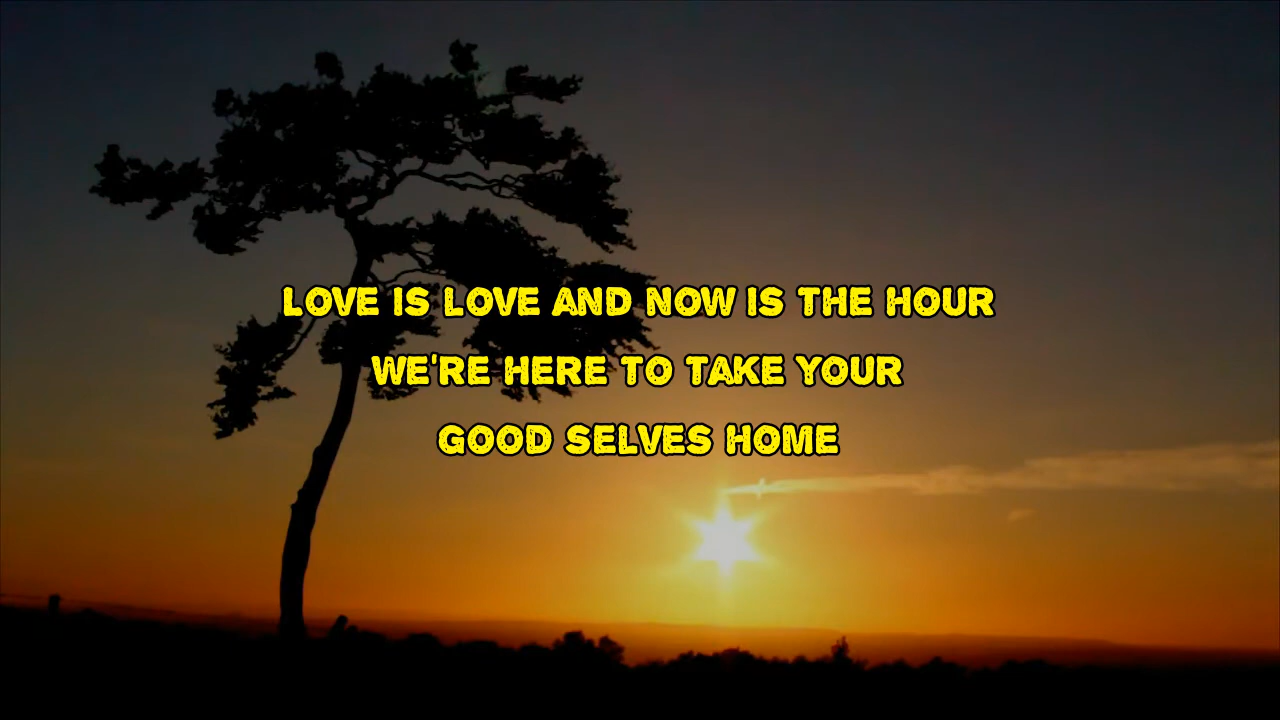 LOVE IS LOVE AND NOW IS THE HOUR
WE'RE HERE TO TAKE YOUR
GOOD SELVES HOME